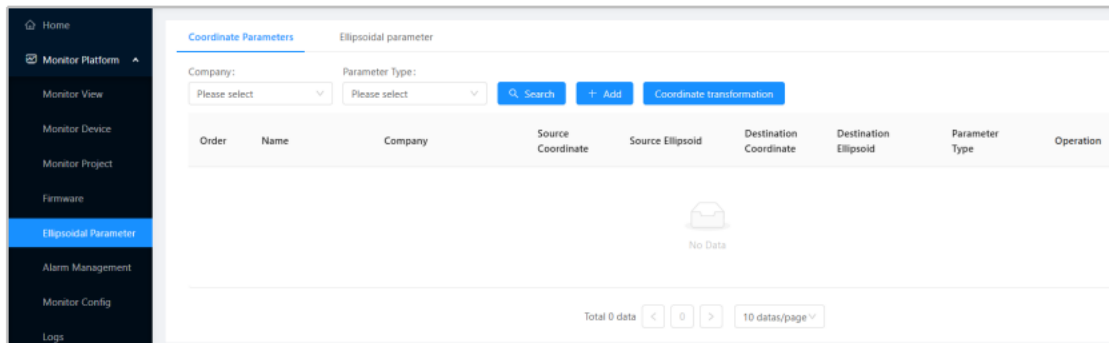 Home
Monitor Platform
Monitor View
Monitor Device
Monitor Project
Firmware
Ellipsoidal Parameter
Alarm Management
Monitor Config
Logs
Coordinate Parameters
Ellipsoidal parameter
Company:
Parameter Type:
Please select
Please select
Search
+ Add
Coordinate transformation
Order
Name
Company
Source
Coordinate
Source Ellipsoid
Destination
Coordinate
Destination
Ellipsoid
Parameter
Type
Operation
No Data
Total 0 data < 0 > 10 datas/page